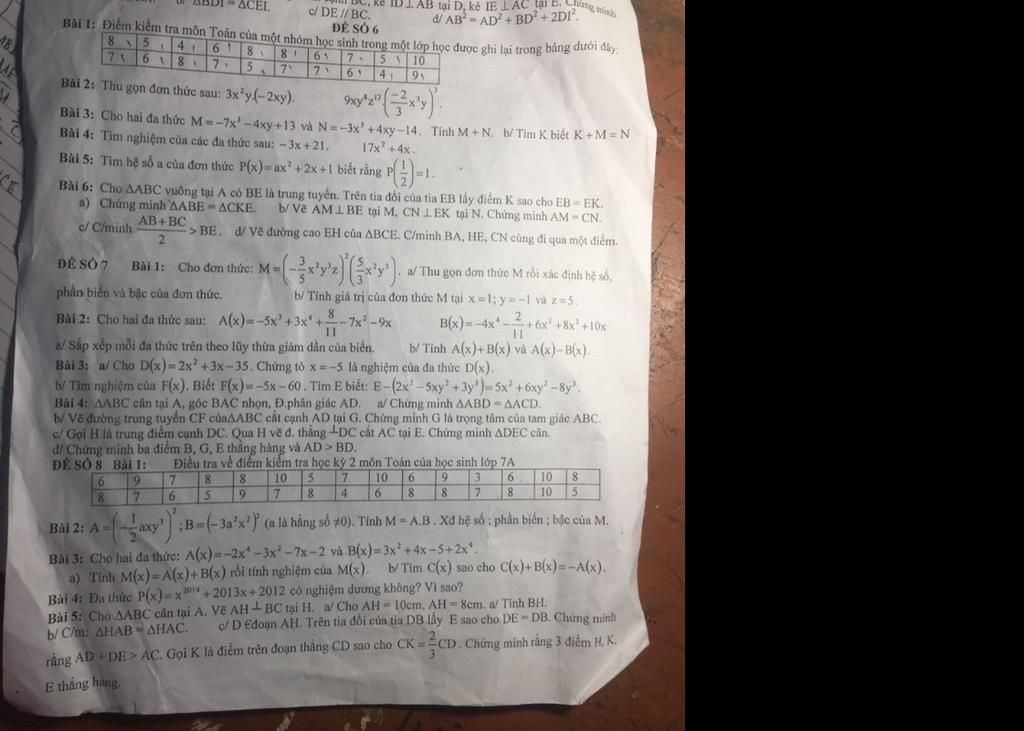 b/ ΔBDI = ΔCEI. BC, kẻ ID⊥AB tại D, kẻ IE ⊥ AC tại E. Chứng minh
c/ DE // BC. d/ AB² = AD² + BD² + 2DI².
ĐỀ SỐ 6
Bài 1: Điểm kiểm tra môn Toán của một nhóm học sinh trong một lớp học được ghi lại trong bảng dưới đây:
8 5 4 6 8 8 6 7 5 10
7 6 8 7 5 7 7 6 4 9
Bài 2: Thu gọn đơn thức sau: 3x²y.(−2xy). 9xy⁸z¹²(−2/3 x³y)³.
Bài 3: Cho hai đa thức M = −7x³ −4xy +13 và N = −3x³ +4xy −14. Tính M + N. b/ Tìm K biết K + M = N
Bài 4: Tìm nghiệm của các đa thức sau: −3x + 21. 17x² + 4x.
Bài 5: Tìm hệ số a của đơn thức P(x) = ax² + 2x +1 biết rằng P(1/2) = 1.
Bài 6: Cho ΔABC vuông tại A có BE là trung tuyến. Trên tia đối của tia EB lấy điểm K sao cho EB = EK.
a) Chứng minh ΔABE = ΔCKE. b/ Vẽ AM ⊥ BE tại M, CN ⊥ EK tại N. Chứng minh AM = CN.
c/ C/minh (AB + BC)/2 > BE. d/ Vẽ đường cao EH của ΔBCE. C/minh BA, HE, CN cùng đi qua một điểm.
ĐỀ SỐ 7 Bài 1: Cho đơn thức: M = (−3/5 x²y³z)²(5/3 x²y³). a/ Thu gọn đơn thức M rồi xác định hệ số,
phần biến và bậc của đơn thức. b/ Tính giá trị của đơn thức M tại x = 1; y = −1 và z = 5.
Bài 2: Cho hai đa thức sau: A(x) = −5x³ + 3x⁴ + 8/11 − 7x² − 9x B(x) = −4x⁴ − 2/11 + 6x² + 8x³ + 10x
a/ Sắp xếp mỗi đa thức trên theo lũy thừa giảm dần của biến. b/ Tính A(x)+B(x) và A(x)−B(x).
Bài 3: a/ Cho D(x) = 2x² + 3x − 35. Chứng tỏ x = −5 là nghiệm của đa thức D(x).
b/ Tìm nghiệm của F(x). Biết F(x) = −5x − 60. Tìm E biết: E − (2x² − 5xy² + 3y³) = 5x² + 6xy² − 8y³.
Bài 4: ΔABC cân tại A, góc BAC nhọn, Đ.phân giác AD. a/ Chứng minh ΔABD = ΔACD.
b/ Vẽ đường trung tuyến CF củaΔABC cắt cạnh AD tại G. Chứng minh G là trọng tâm của tam giác ABC.
c/ Gọi H là trung điểm cạnh DC. Qua H vẽ đ. thẳng ⊥DC cắt AC tại E. Chứng minh ΔDEC cân.
d/ Chứng minh ba điểm B, G, E thẳng hàng và AD > BD.
ĐỀ SỐ 8 Bài 1: Điều tra về điểm kiểm tra học kỳ 2 môn Toán của học sinh lớp 7A
6 9 7 8 8 10 5 7 10 6 9 3 6 10 8
8 7 6 5 9 7 8 4 6 8 8 7 8 10 5
Bài 2: A = (−1/2 axy³)²; B = (−3a²x²)³ (a là hằng số ≠0). Tính M = A.B . Xđ hệ số ; phần biến ; bậc của M.
Bài 3: Cho hai đa thức: A(x) = −2x⁴ − 3x² − 7x − 2 và B(x) = 3x² + 4x − 5 + 2x⁴.
a) Tính M(x) = A(x) + B(x) rồi tính nghiệm của M(x). b/ Tìm C(x) sao cho C(x) + B(x) = −A(x).
Bài 4: Đa thức P(x) = x²⁰¹⁴ + 2013x + 2012 có nghiệm dương không? Vì sao?
Bài 5: Cho ΔABC cân tại A. Vẽ AH ⊥ BC tại H. a/ Cho AH = 10cm, AH = 8cm. a/ Tính BH.
b/ C/m: ΔHAB = ΔHAC. c/ D ∈đoạn AH. Trên tia đối của tia DB lấy E sao cho DE = DB. Chứng minh
rằng AD + DE > AC. Gọi K là điểm trên đoạn thẳng CD sao cho CK = 2/3 CD. Chứng minh rằng 3 điểm H, K,
E thẳng hàng.